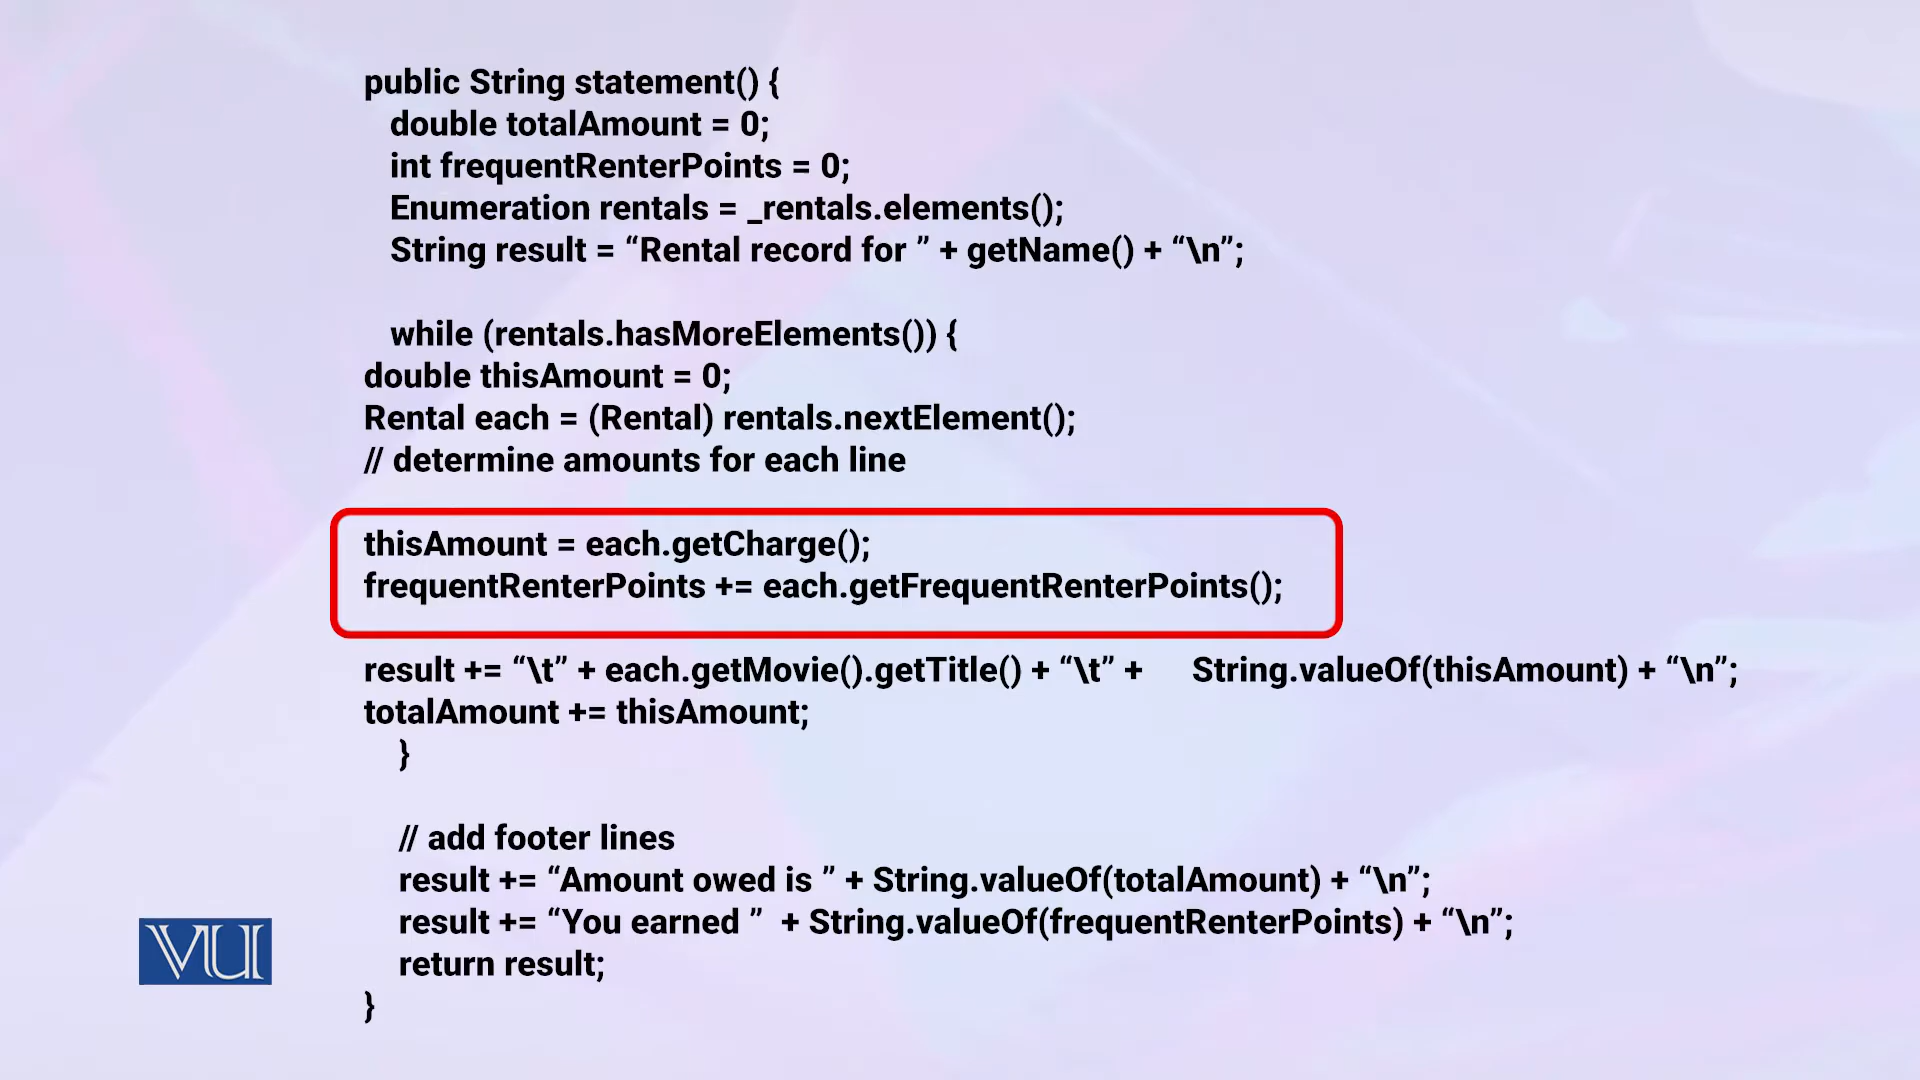 public String statement() {
double totalAmount = 0;
int frequentRenterPoints = 0;
Enumeration rentals = _rentals.elements();
String result = “Rental record for ” + getName() + “\n”;
while (rentals.hasMoreElements()) {
double thisAmount = 0;
Rental each = (Rental) rentals.nextElement();
// determine amounts for each line
thisAmount = each.getCharge();
frequentRenterPoints += each.getFrequentRenterPoints();
result += “\t” + each.getMovie().getTitle() + “\t” + String.valueOf(thisAmount) + “\n”;
totalAmount += thisAmount;
}
// add footer lines
result += “Amount owed is ” + String.valueOf(totalAmount) + “\n”;
result += “You earned ” + String.valueOf(frequentRenterPoints) + “\n”;
return result;
}
VU